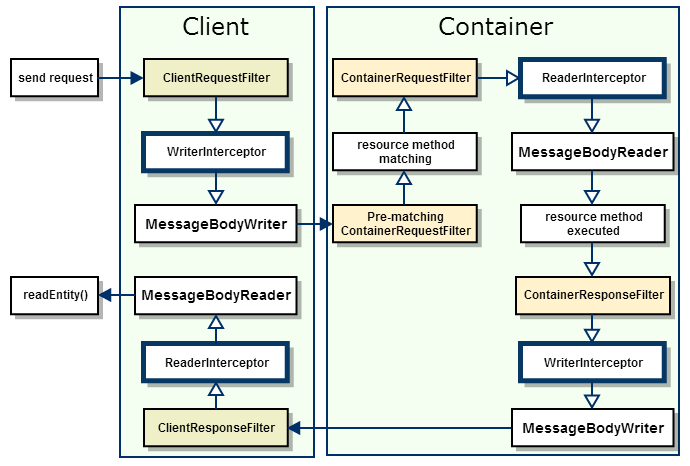 Client
Container
send request
ClientRequestFilter
WriterInterceptor
MessageBodyWriter
Pre-matching
ContainerRequestFilter
resource method
matching
ContainerRequestFilter
ReaderInterceptor
MessageBodyReader
resource method
executed
ContainerResponseFilter
WriterInterceptor
MessageBodyWriter
ClientResponseFilter
ReaderInterceptor
MessageBodyReader
readEntity()